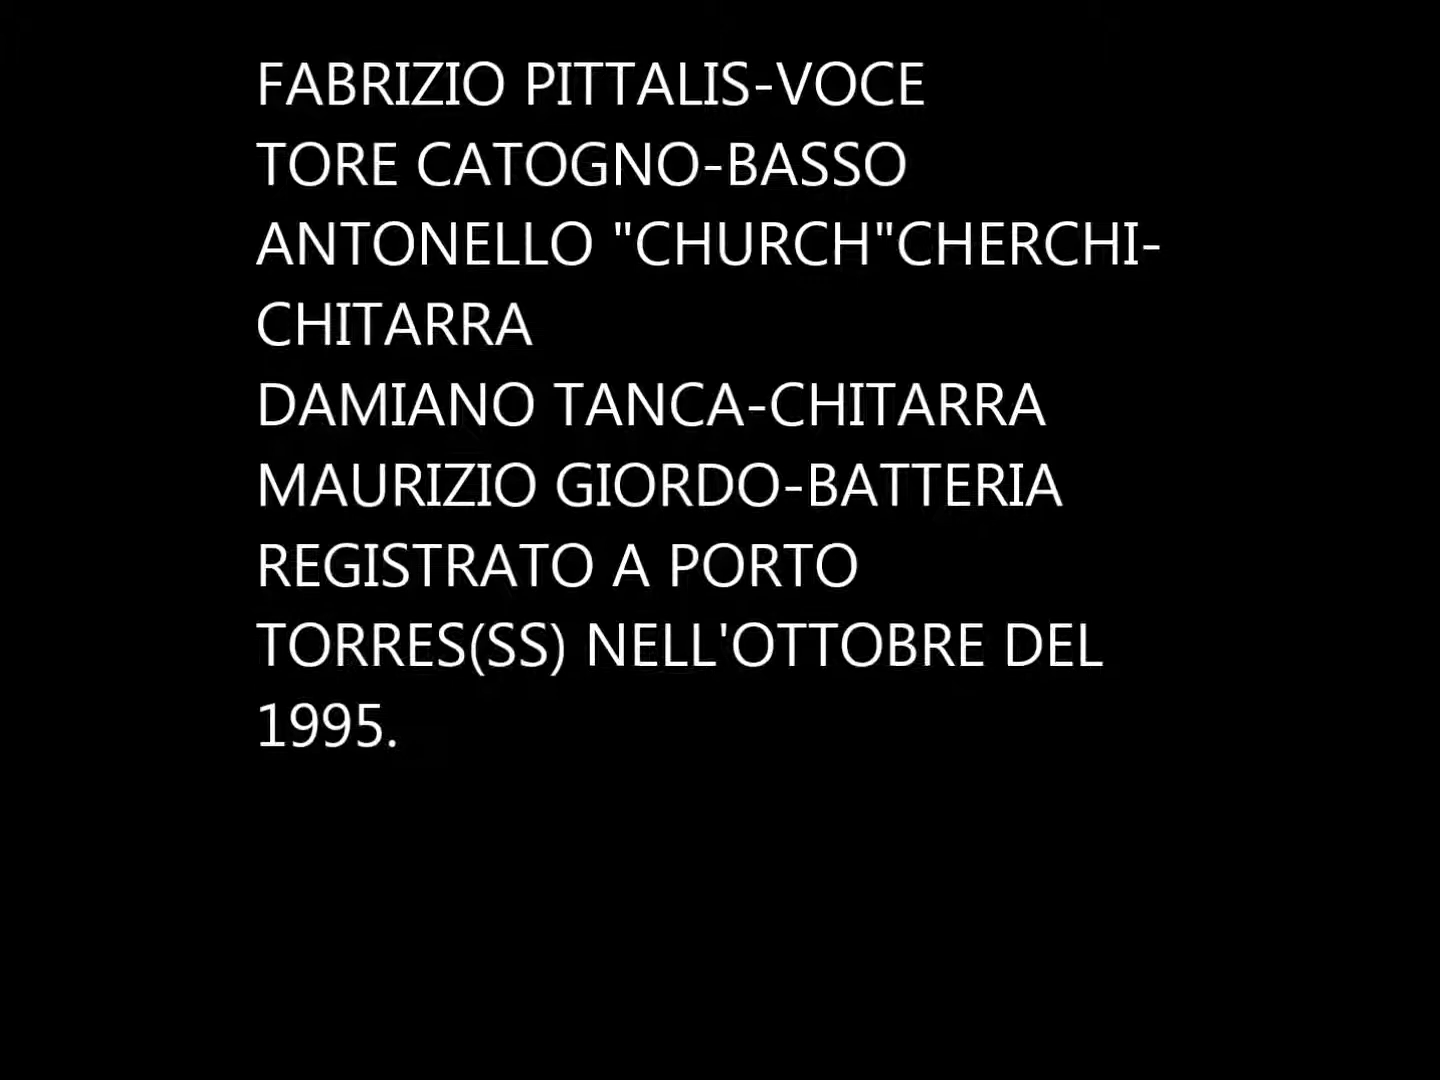 FABRIZIO PITTALIS-VOCE
TORE CATOGNO-BASSO
ANTONELLO "CHURCH"CHERCHI-
CHITARRA
DAMIANO TANCA-CHITARRA
MAURIZIO GIORDO-BATTERIA
REGISTRATO A PORTO
TORRES(SS) NELL'OTTOBRE DEL
1995.